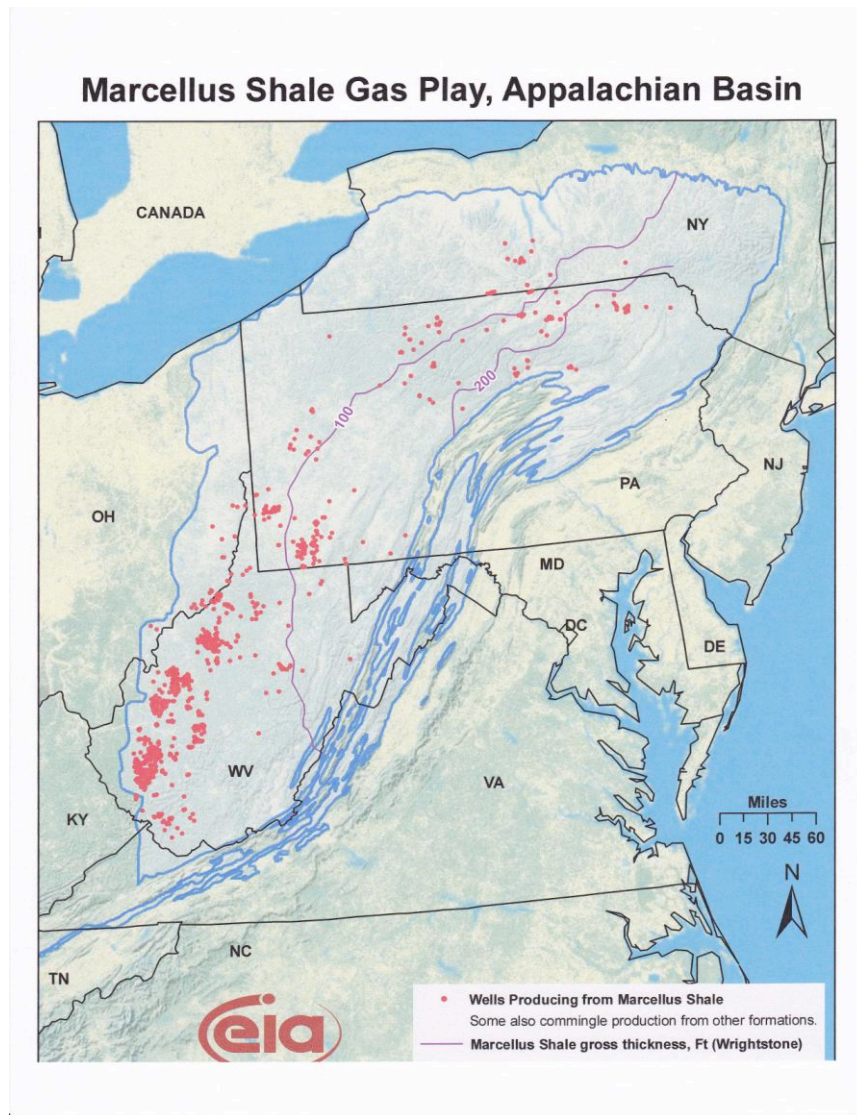 Marcellus Shale Gas Play, Appalachian Basin
CANADA
NY
100
200
OH
PA
NJ
MD
DC
DE
WV
VA
KY
Miles
0 15 30 45 60
N
NC
TN
eia
Wells Producing from Marcellus Shale
Some also commingle production from other formations.
Marcellus Shale gross thickness, Ft (Wrightstone)